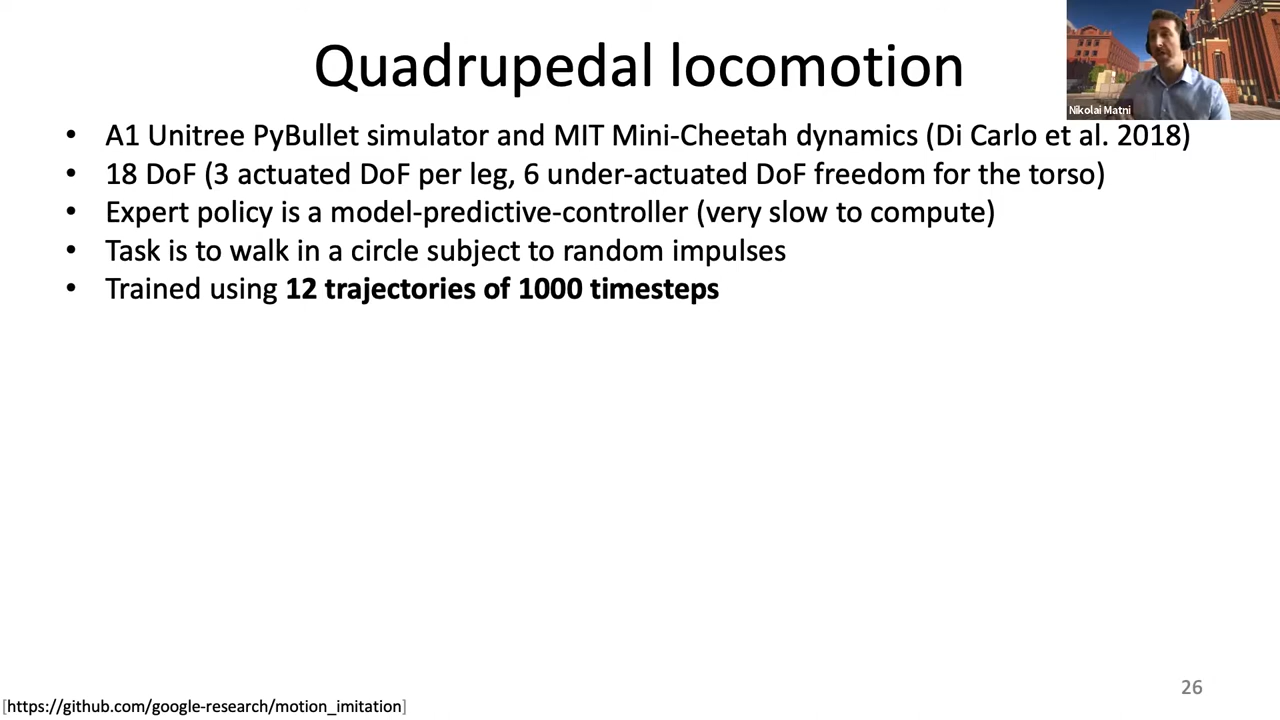 Quadrupedal locomotion
Nikolai Matni
• A1 Unitree PyBullet simulator and MIT Mini-Cheetah dynamics (Di Carlo et al. 2018)
• 18 DoF (3 actuated DoF per leg, 6 under-actuated DoF freedom for the torso)
• Expert policy is a model-predictive-controller (very slow to compute)
• Task is to walk in a circle subject to random impulses
• Trained using 12 trajectories of 1000 timesteps
26
[https://github.com/google-research/motion_imitation]